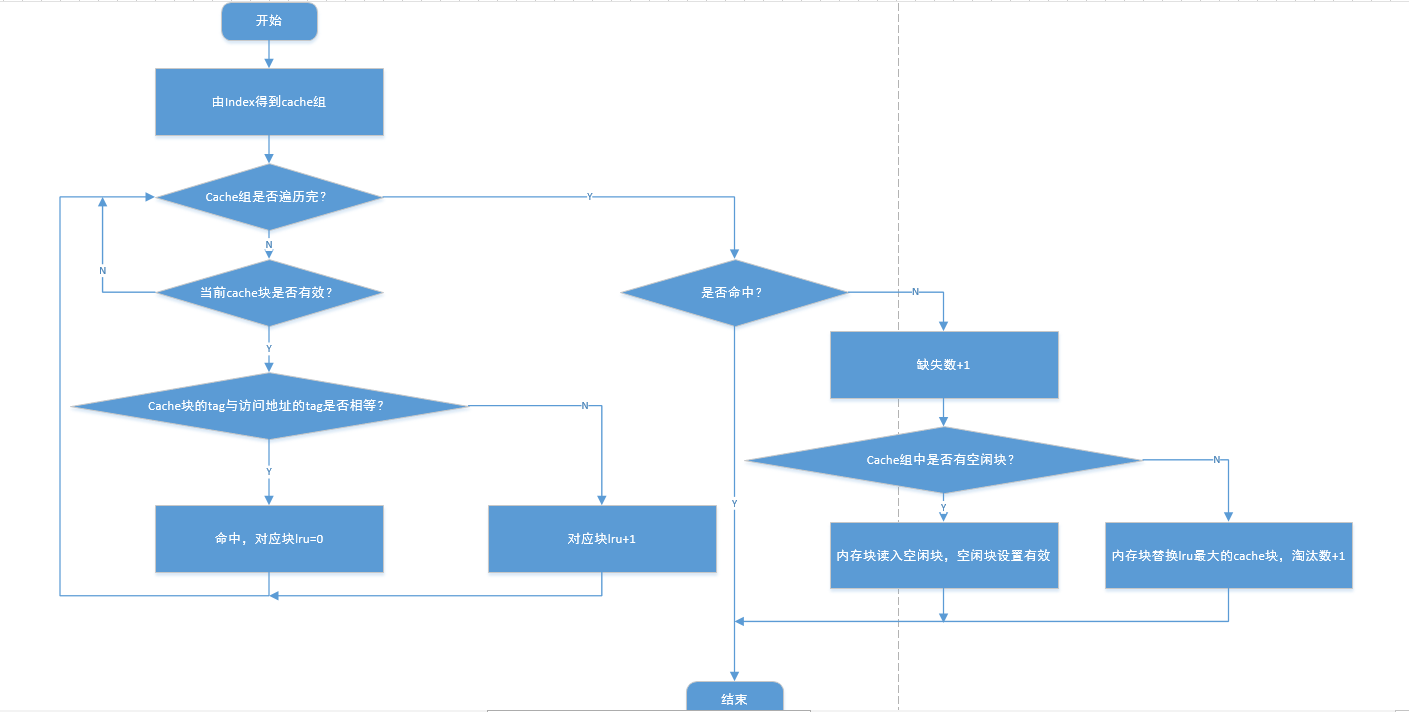 开始
由Index得到cache组
Cache组是否遍历完？
Y
N
N
当前cache块是否有效？
是否命中？
N
Y
缺失数+1
Cache块的tag与访问地址的tag是否相等？
N
Y
Cache组中是否有空闲块？
N
Y
Y
命中，对应块lru=0
对应块lru+1
内存块读入空闲块，空闲块设置有效
内存块替换lru最大的cache块，淘汰数+1
结束